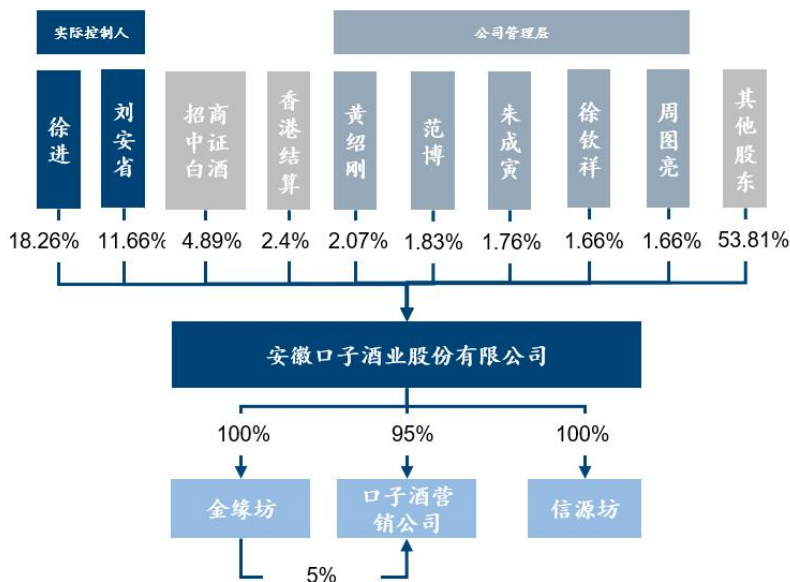 实际控制人
公司管理层
徐进
刘安省
招商中证白酒
香港结算
黄绍刚
范博
朱成寅
徐钦祥
周图亮
其他股东
18.26%
11.66%
4.89%
2.4%
2.07%
1.83%
1.76%
1.66%
1.66%
53.81%
安徽口子酒业股份有限公司
100%
95%
100%
金缘坊
口子酒营
销公司
信源坊
5%